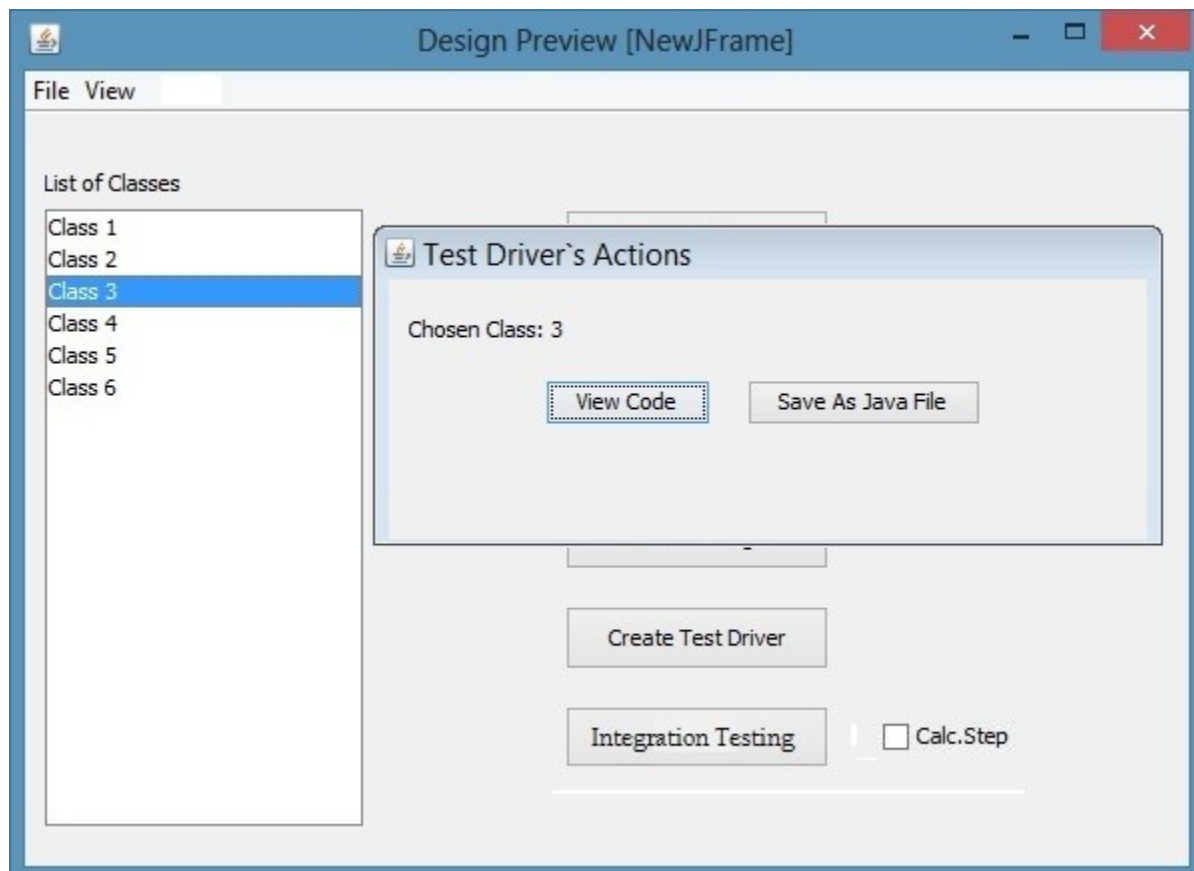 Design Preview [NewJFrame]
File View
List of Classes
Class 1
Class 2
Class 3
Class 4
Class 5
Class 6
Test Driver`s Actions
Chosen Class: 3
View Code Save As Java File
Create Test Driver
Integration Testing Calc.Step